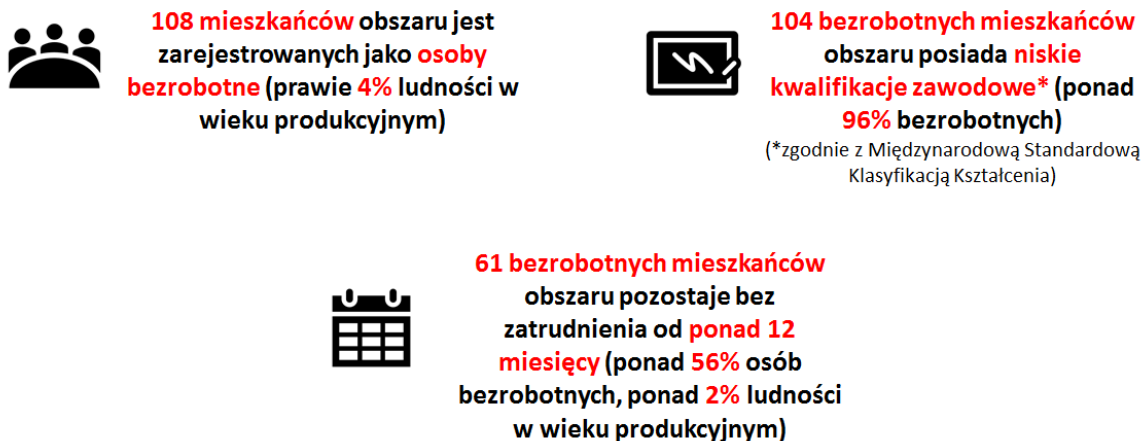 108 mieszkańców obszaru jest
zarejestrowanych jako osoby
bezrobotne (prawie 4% ludności w
wieku produkcyjnym)
104 bezrobotnych mieszkańców
obszaru posiada niskie
kwalifikacje zawodowe* (ponad
96% bezrobotnych)
(*zgodnie z Międzynarodową Standardową
Klasyfikacją Kształcenia)
61 bezrobotnych mieszkańców
obszaru pozostaje bez
zatrudnienia od ponad 12
miesięcy (ponad 56% osób
bezrobotnych, ponad 2% ludności
w wieku produkcyjnym)